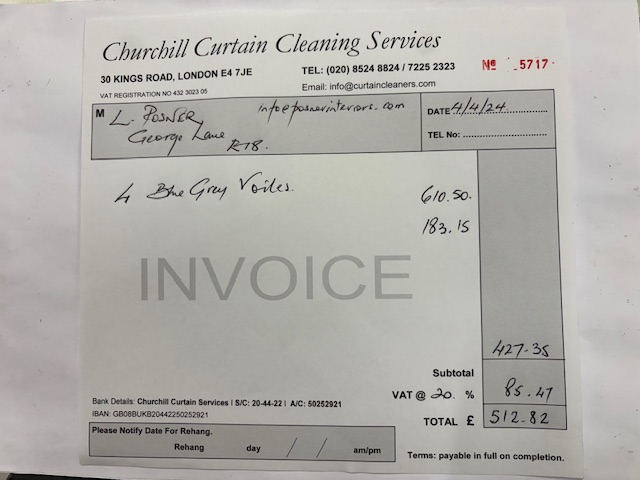 Churchill Curtain Cleaning Services
30 KINGS ROAD, LONDON E4 7JE
TEL: (020) 8524 8824 / 7225 2323
Nº 5717
VAT REGISTRATION NO 432 3023 05
Email: info@curtaincleaners.com
M L. POSNER info@posnerinteriors.com
DATE 4/4/24
George Lane
E18.
TEL No:
4 Blue Grey Voiles. 610.50.
183.15
INVOICE
427.35
Subtotal
VAT @ 20. % 85.47
TOTAL £ 512.82
Bank Details: Churchill Curtain Services | S/C: 20-44-22 | A/C: 50252921
IBAN: GB08BUKB20442250252921
Please Notify Date For Rehang.
Rehang day / / am/pm
Terms: payable in full on completion.